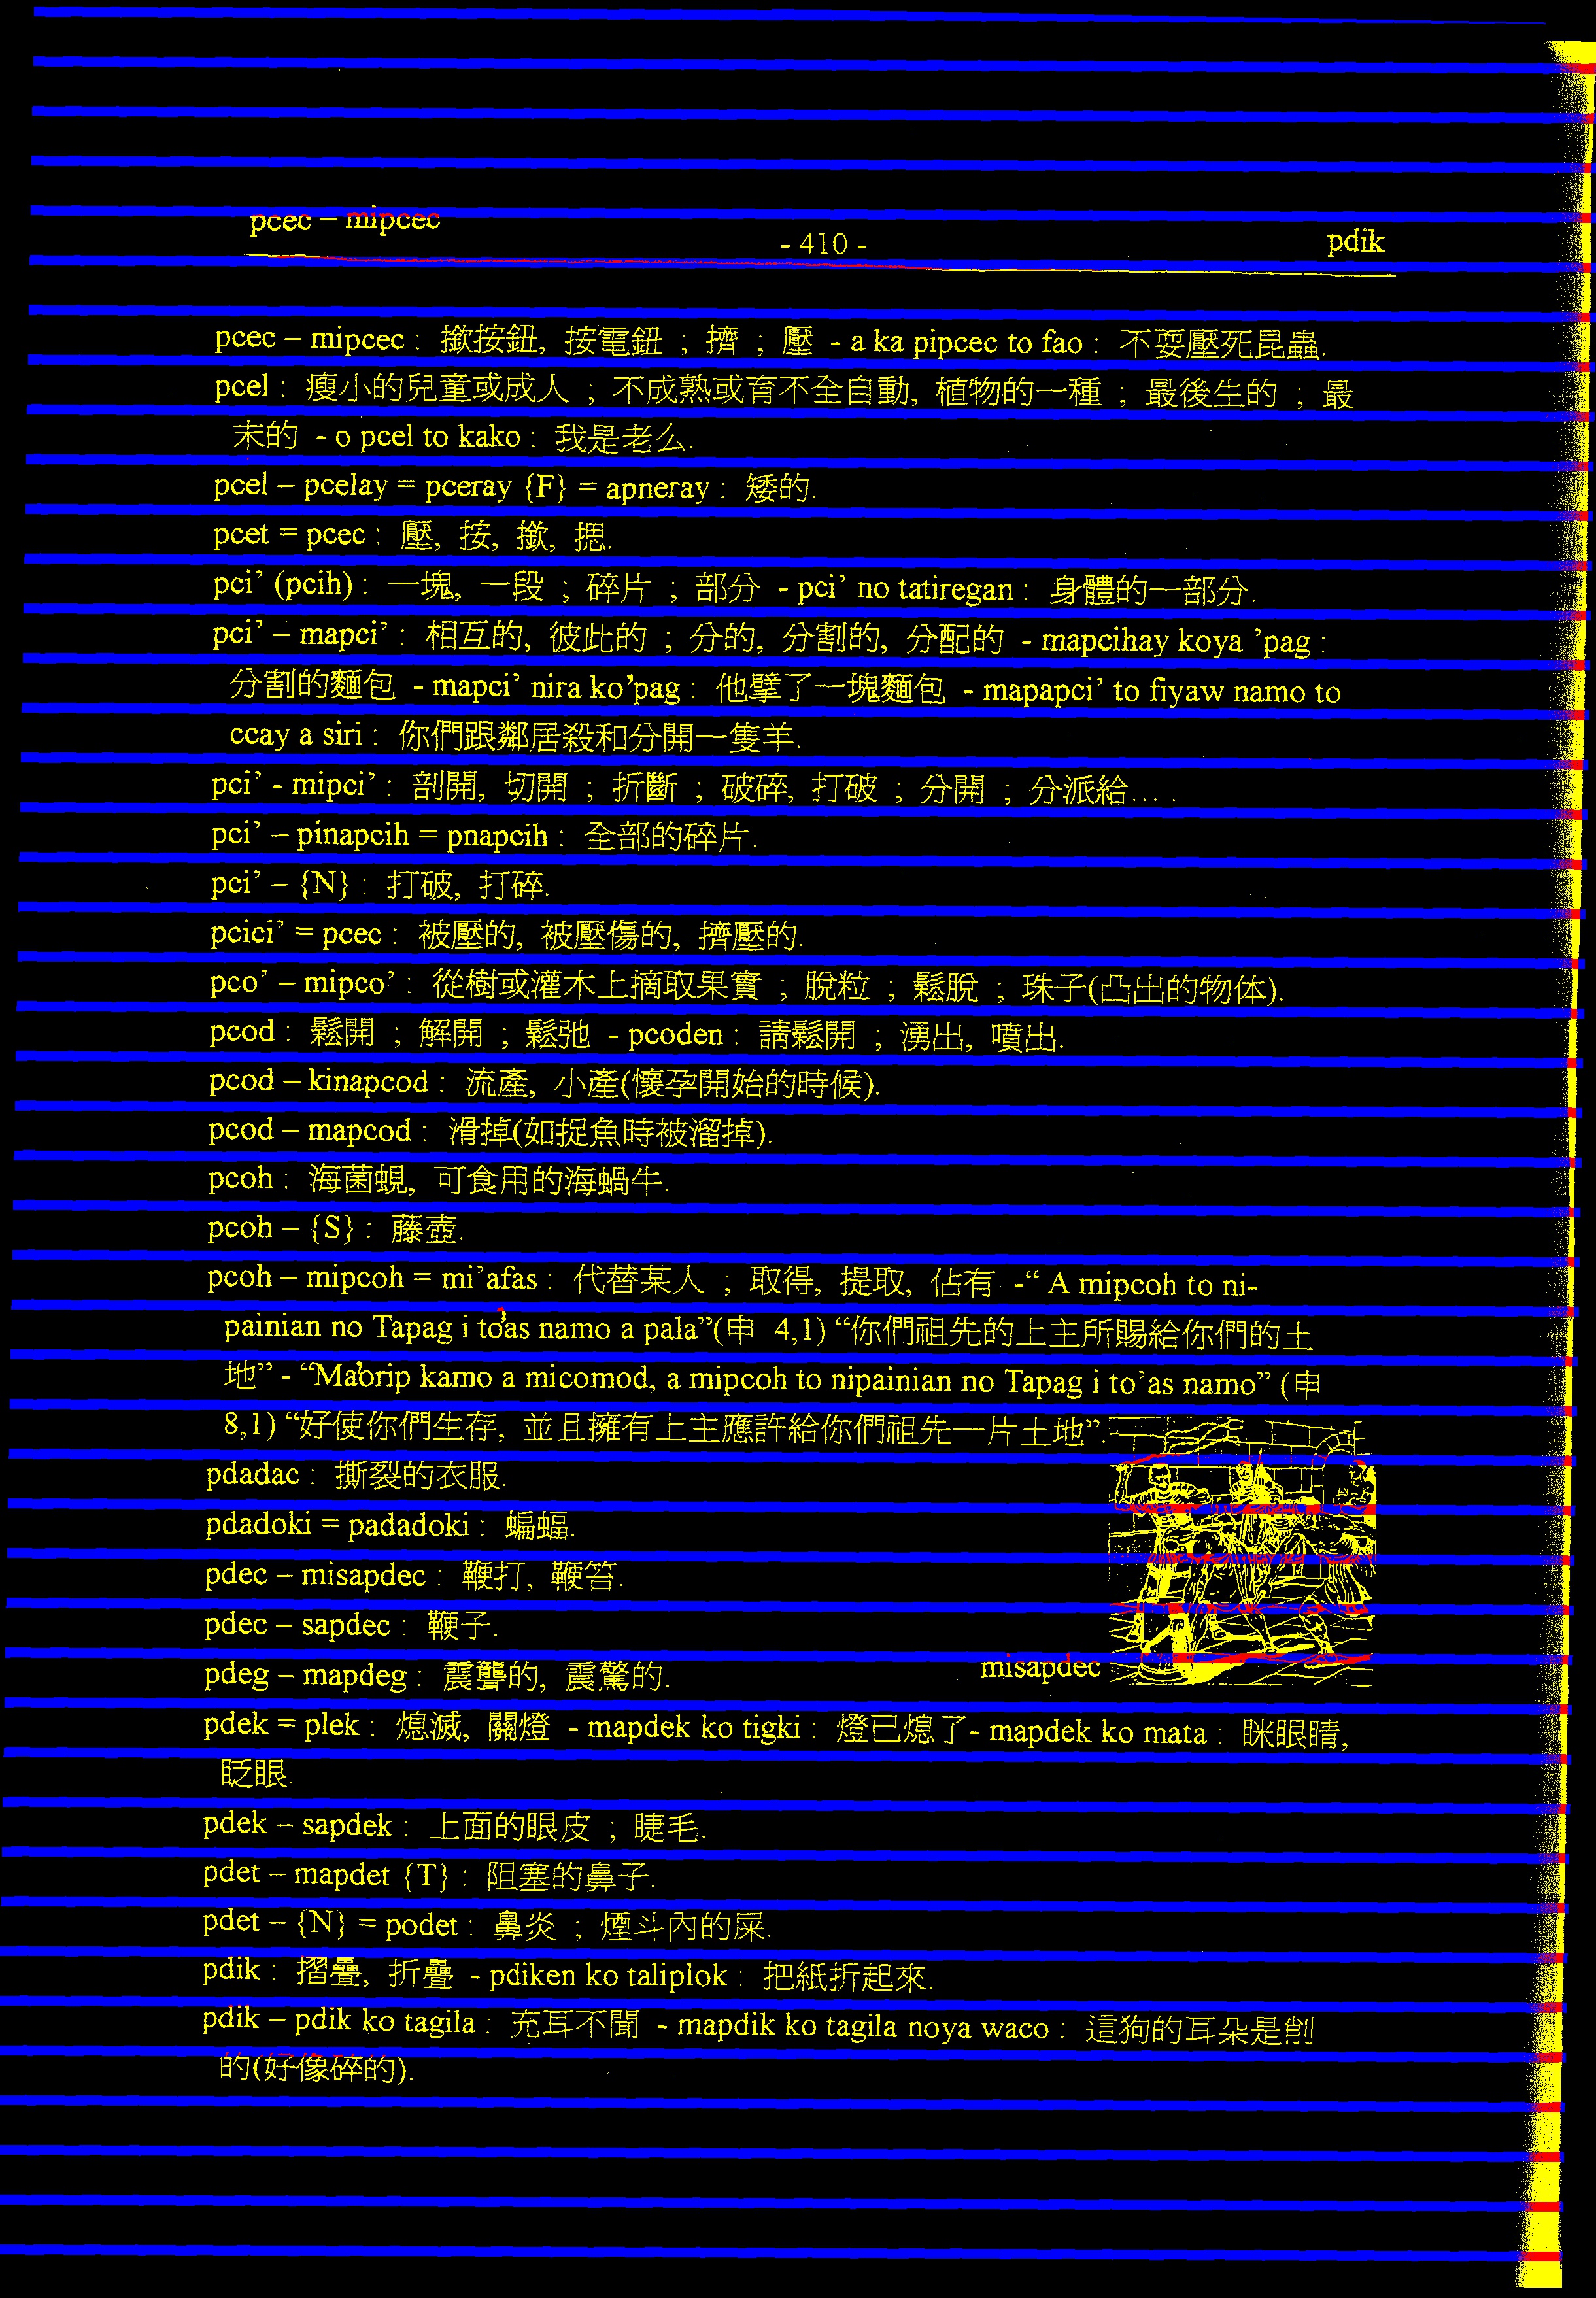 pcec – mipcec
- 410 -
pdik
pcec – mipcec : 撳按鈕, 按電鈕 ; 擠 ; 壓 - a ka pipcec to fao : 不耍壓死昆蟲.
pcel : 瘦小的兒童或成人 ; 不成熟或育不全自動, 植物的一種 ; 最後生的 ; 最
末的 - o pcel to kako : 我是老么.
pcel – pcelay = pceray {F} = apneray : 矮的.
pcet = pcec : 壓, 按, 撳, 摁.
pci’ (pcih) : 一塊, 一段 ; 碎片 ; 部分 - pci’ no tatiregan : 身體的一部分.
pci’ – mapci’ : 相互的, 彼此的 ; 分的, 分割的, 分配的 - mapcihay koya ’pag :
分割的麵包 - mapci’ nira ko’pag : 他擘了一塊麵包 - mapapci’ to fiyaw namo to
ccay a siri : 你們跟鄰居殺和分開一隻羊.
pci’ - mipci’ : 剖開, 切開 ; 折斷 ; 破碎, 打破 ; 分開 ; 分派給... .
pci’ – pinapcih = pnapcih : 全部的碎片.
pci’ – {N} : 打破, 打碎.
pcici’ = pcec : 被壓的, 被壓傷的, 擠壓的.
pco’ – mipco’ : 從樹或灌木上摘取果實 ; 脫粒 ; 鬆脫 ; 珠子(凸出的物体).
pcod : 鬆開 ; 解開 ; 鬆弛 - pcoden : 請鬆開 ; 湧出, 噴出.
pcod – kinapcod : 流產, 小產(懷孕開始的時候).
pcod – mapcod : 滑掉(如捉魚時被溜掉).
pcoh : 海菌蜆, 可食用的海蝸牛.
pcoh – {S} : 藤壺.
pcoh – mipcoh = mi’afas : 代替某人 ; 取得, 提取, 佔有 -“ A mipcoh to ni-
painian no Tapag i to’as namo a pala”(申 4,1) “你們祖先的上主所賜給你們的土
地” - “Ma’orip kamo a micomod, a mipcoh to nipainian no Tapag i to’as namo” (申
8,1) “好使你們生存, 並且擁有上主應許給你們祖先一片土地”.
pdadac : 撕裂的衣服.
pdadoki = padadoki : 蝙蝠.
pdec – misapdec : 鞭打, 鞭笞.
pdec – sapdec : 鞭子.
pdeg – mapdeg : 震聾的, 震驚的.
misapdec
pdek = plek : 熄滅, 關燈 - mapdek ko tigki : 燈已熄了- mapdek ko mata : 眯眼睛,
眨眼.
pdek – sapdek : 上面的眼皮 ; 睫毛.
pdet – mapdet {T} : 阻塞的鼻子.
pdet – {N} = podet : 鼻炎 ; 煙斗內的屎.
pdik : 摺疊, 折疊 - pdiken ko taliplok : 把紙折起來.
pdik – pdik ko tagila : 充耳不聞 - mapdik ko tagila noya waco : 這狗的耳朵是削
的(好像碎的).